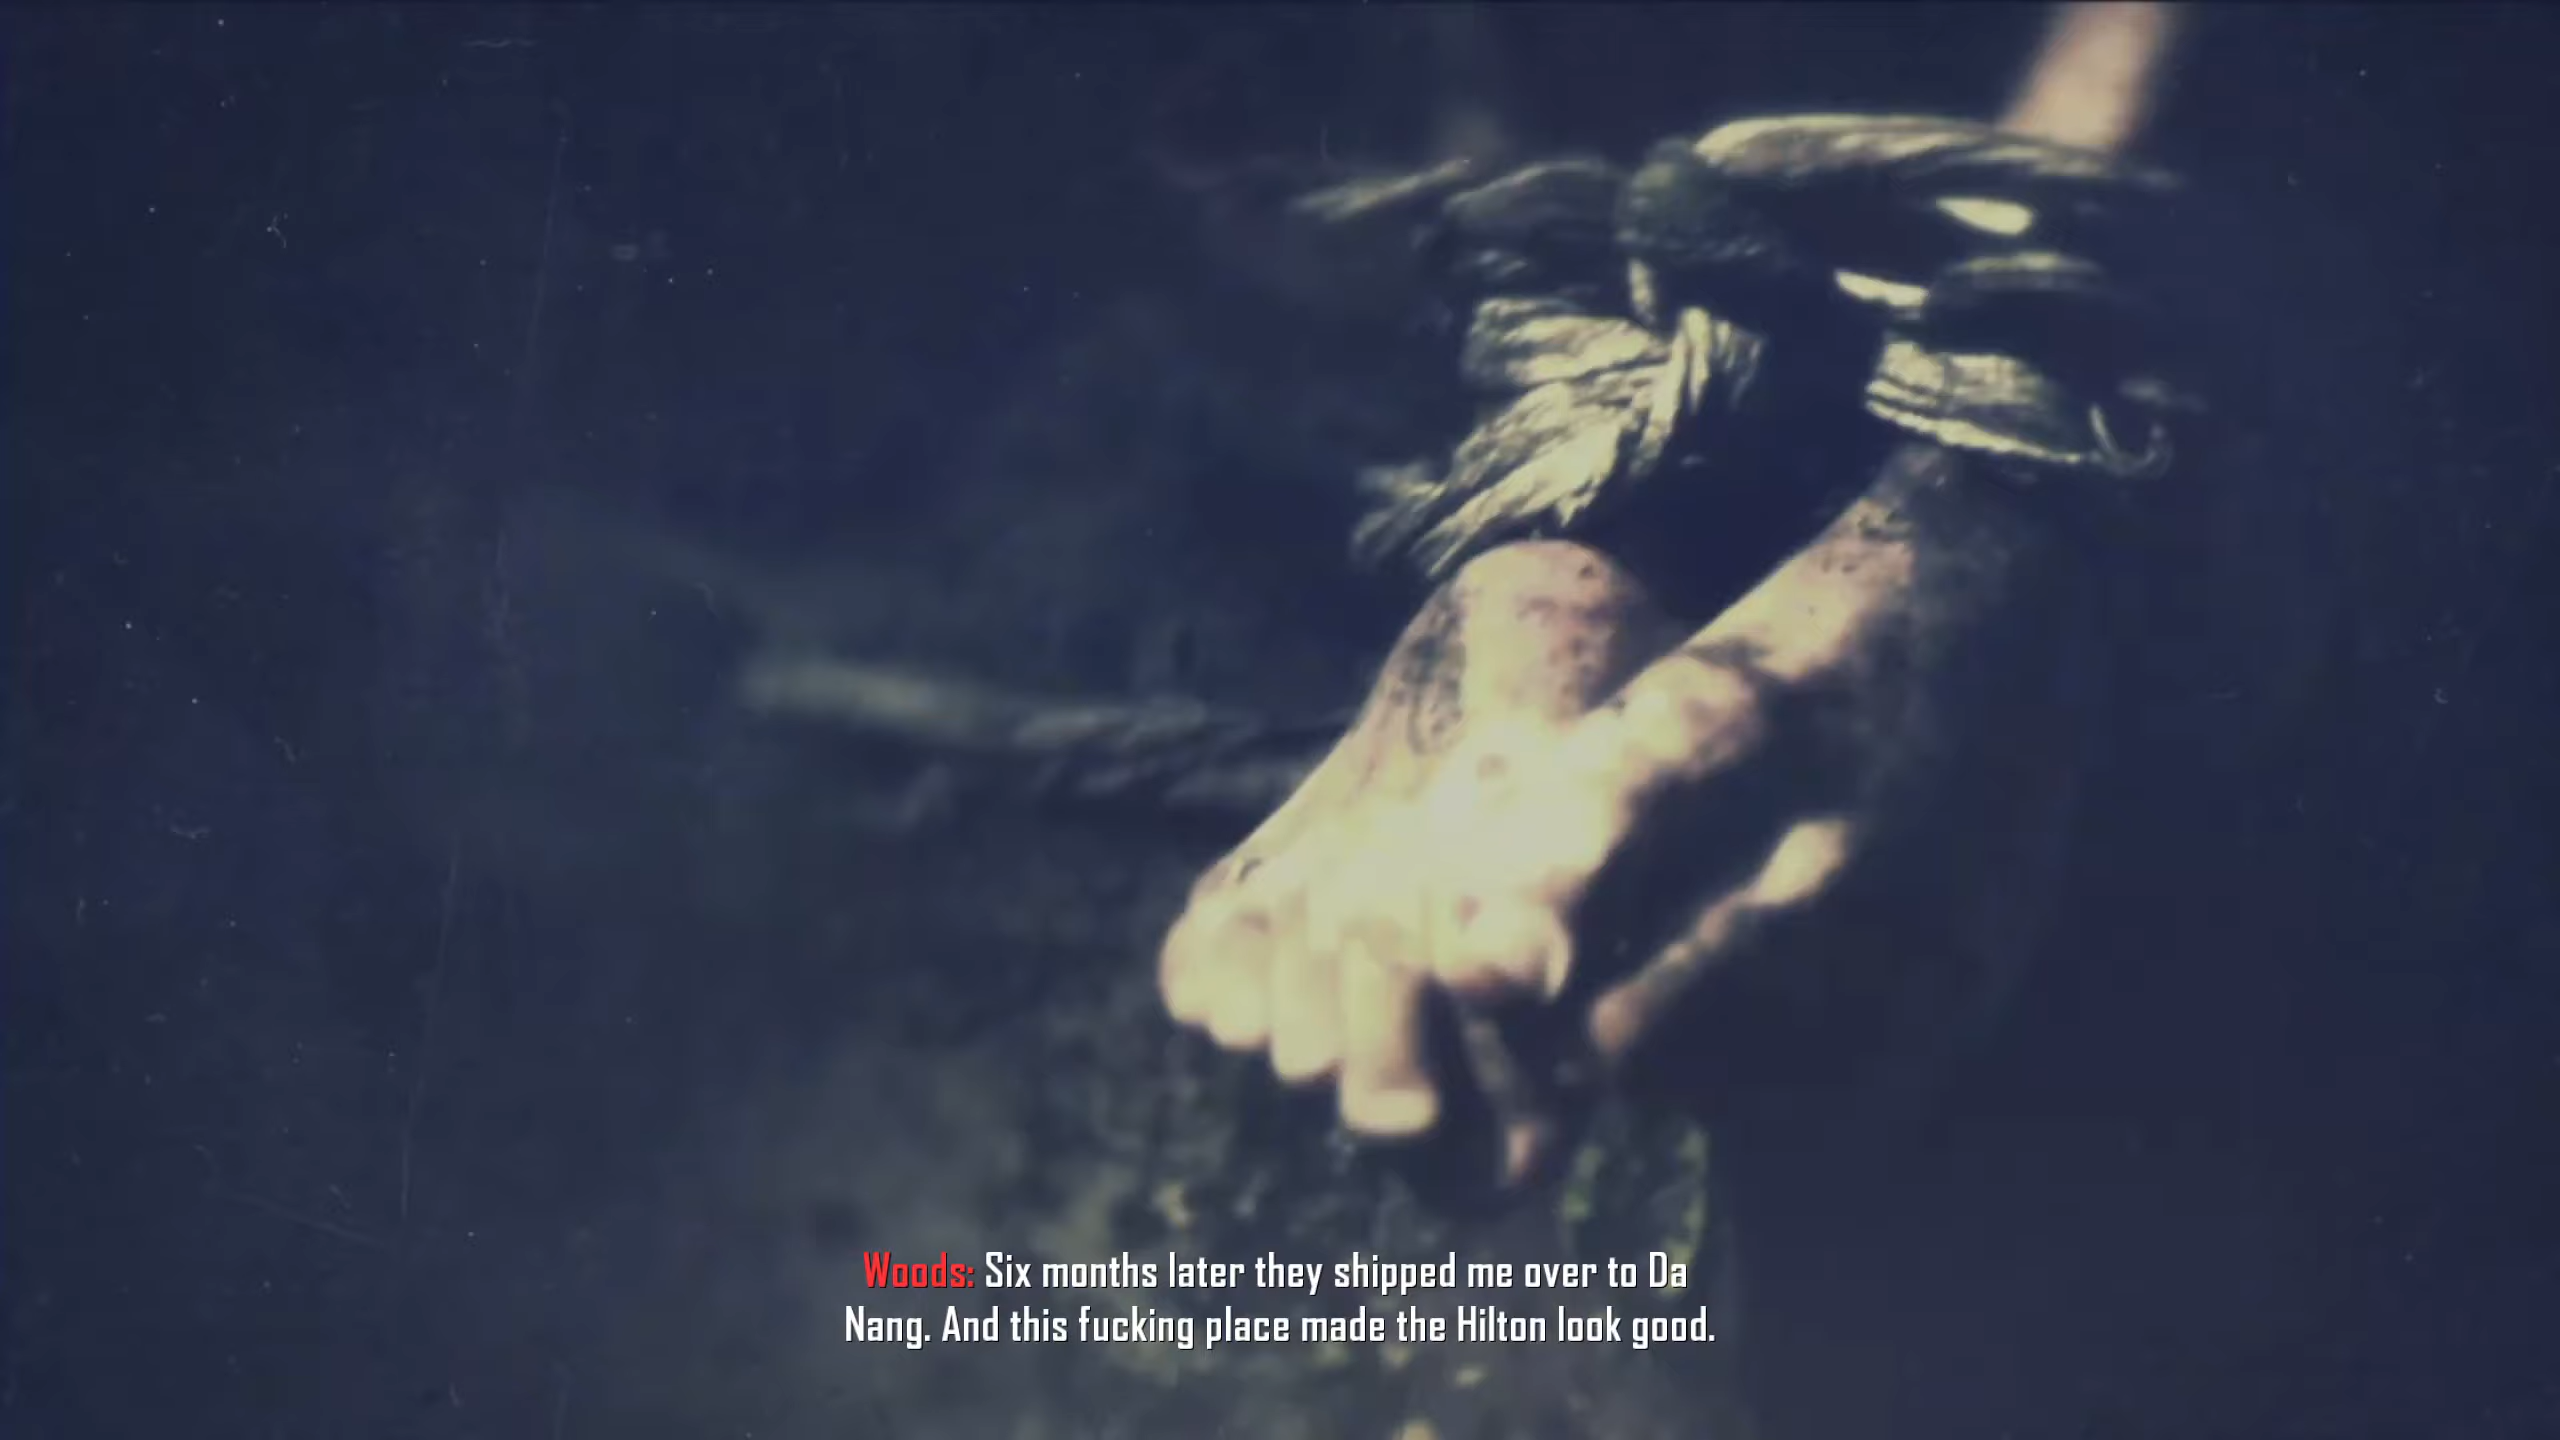 Woods: Six months later they shipped me over to Da
Nang. And this fucking place made the Hilton look good.